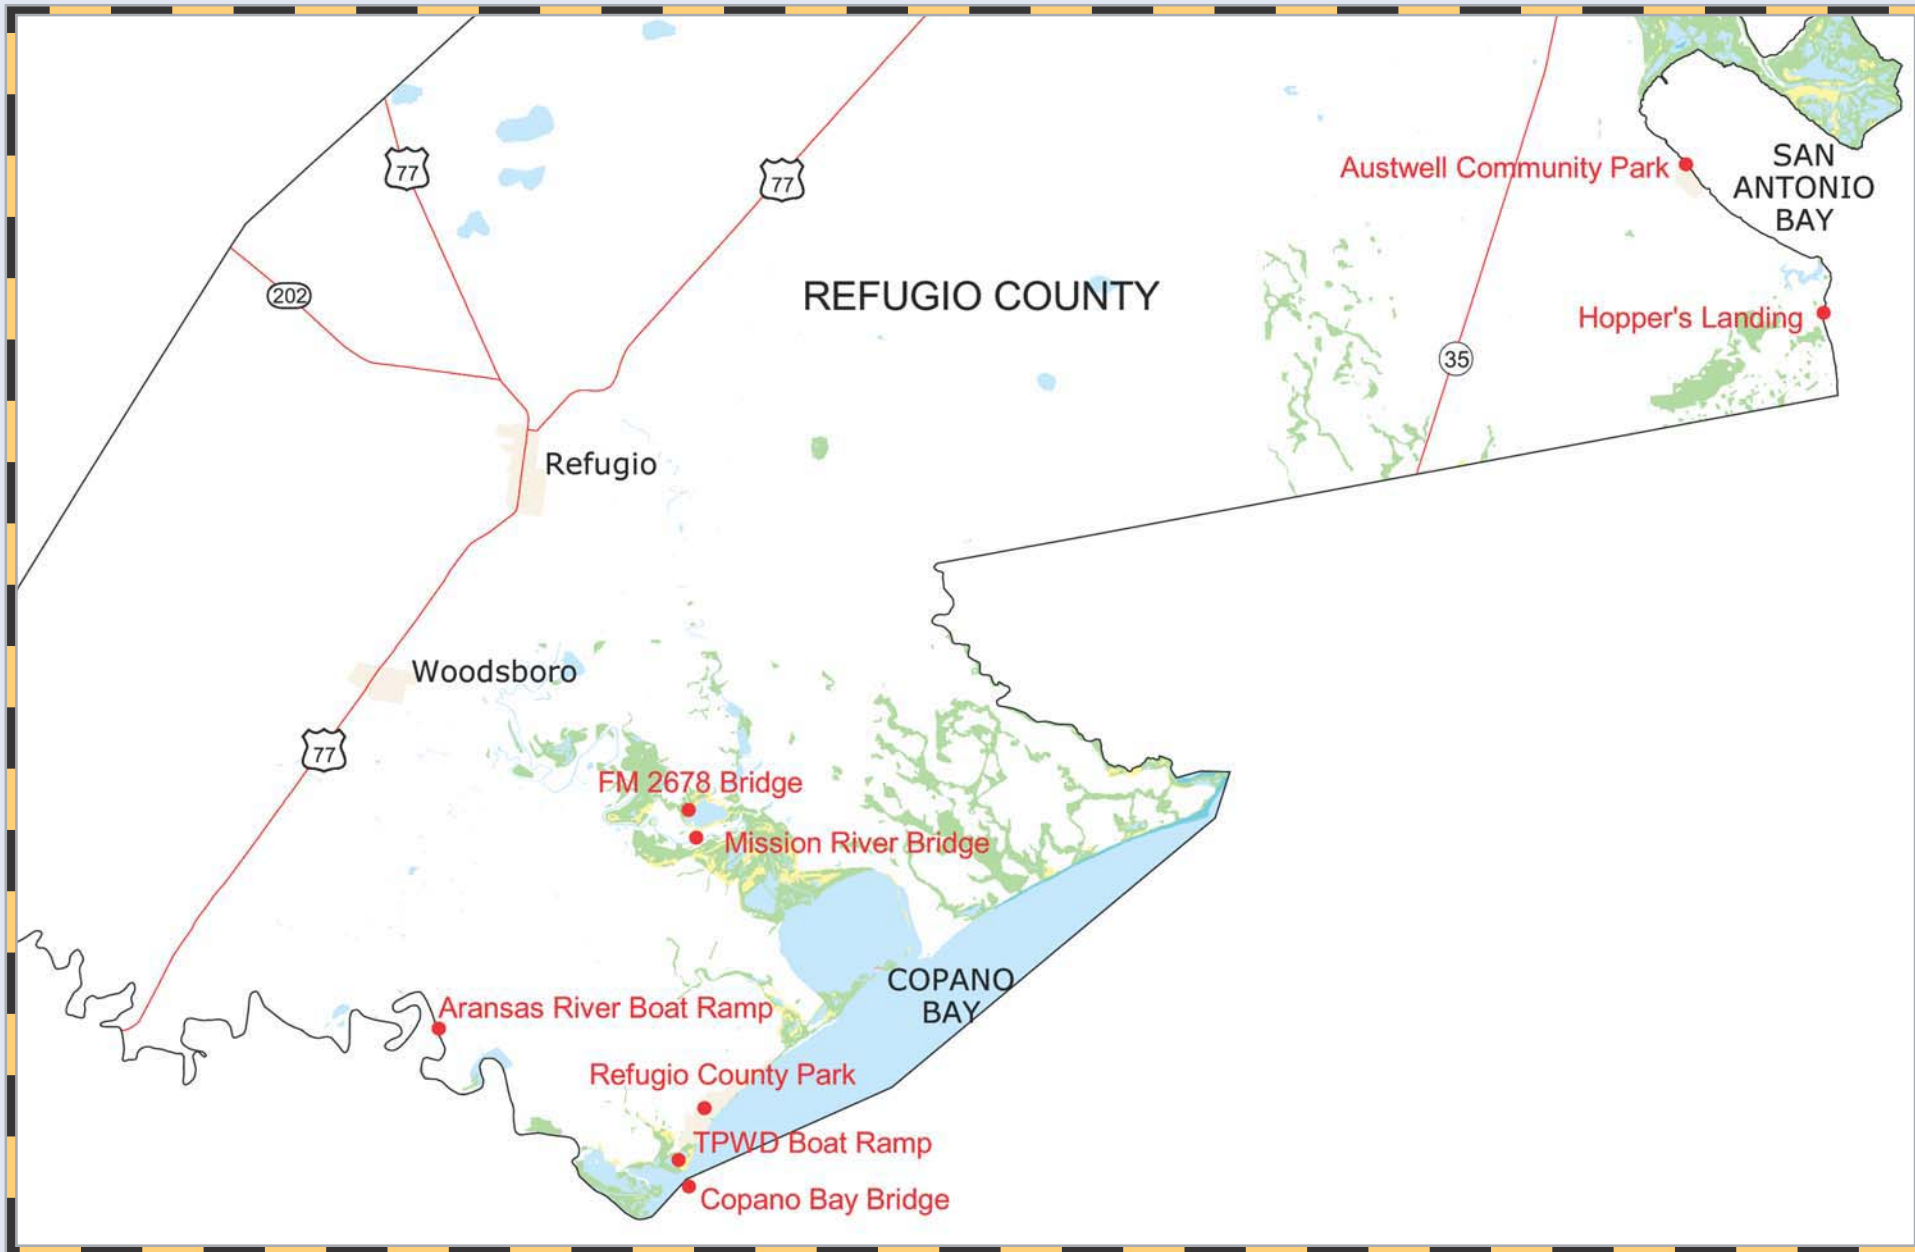 SAN
ANTONIO
BAY
Austwell Community Park
77
77
202
REFUGIO COUNTY
Hopper's Landing
35
Refugio
Woodsboro
77
FM 2678 Bridge
Mission River Bridge
COPANO
BAY
Aransas River Boat Ramp
Refugio County Park
TPWD Boat Ramp
Copano Bay Bridge